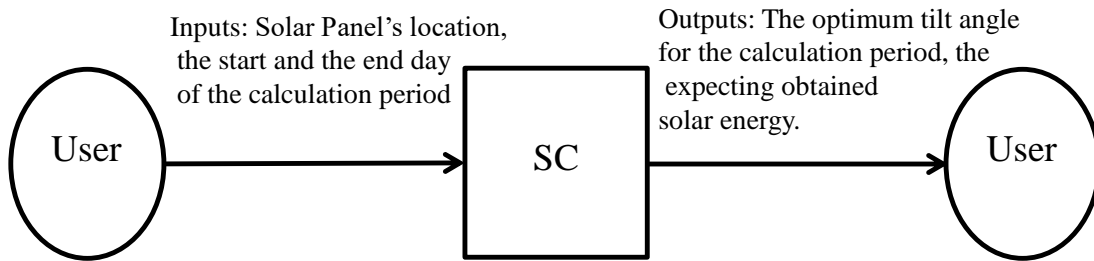 Inputs: Solar Panel’s location,
the start and the end day
of the calculation period
Outputs: The optimum tilt angle
for the calculation period, the
expecting obtained
solar energy.
User
SC
User